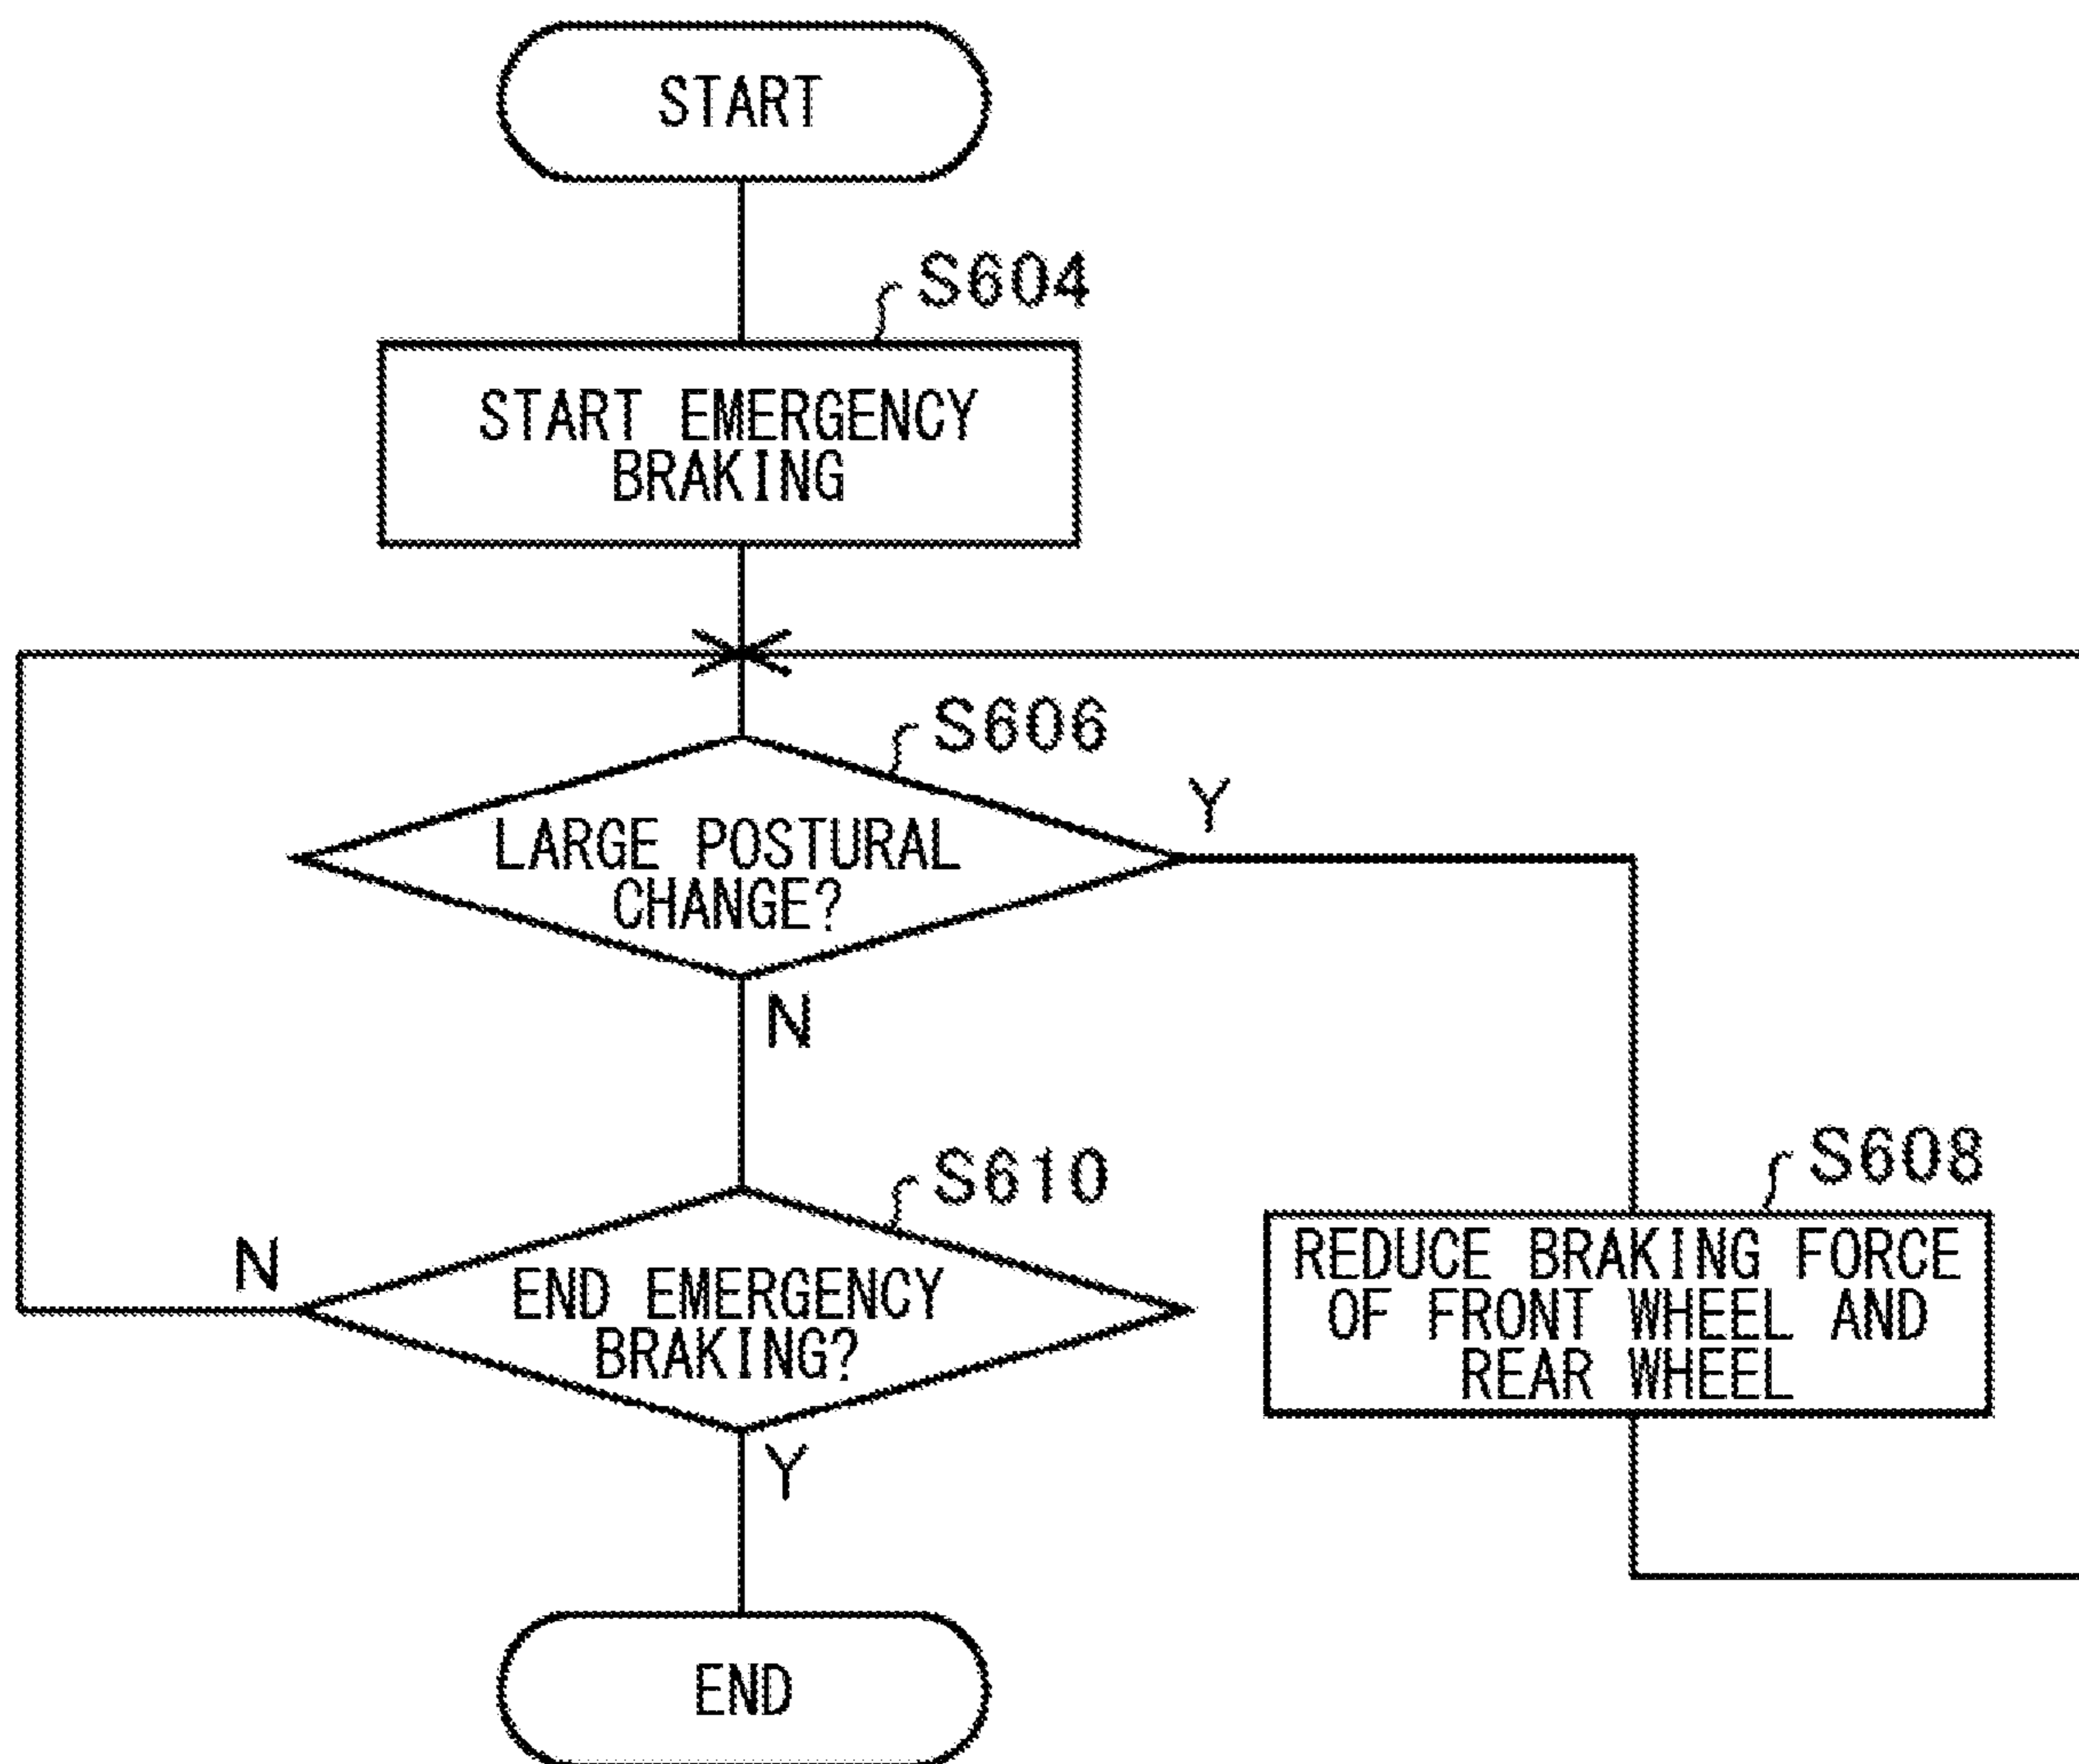 START
S604
START EMERGENCY
BRAKING
S606
Y
LARGE POSTURAL
CHANGE?
N
S610
N
END EMERGENCY
BRAKING?
Y
S608
REDUCE BRAKING FORCE
OF FRONT WHEEL AND
REAR WHEEL
END